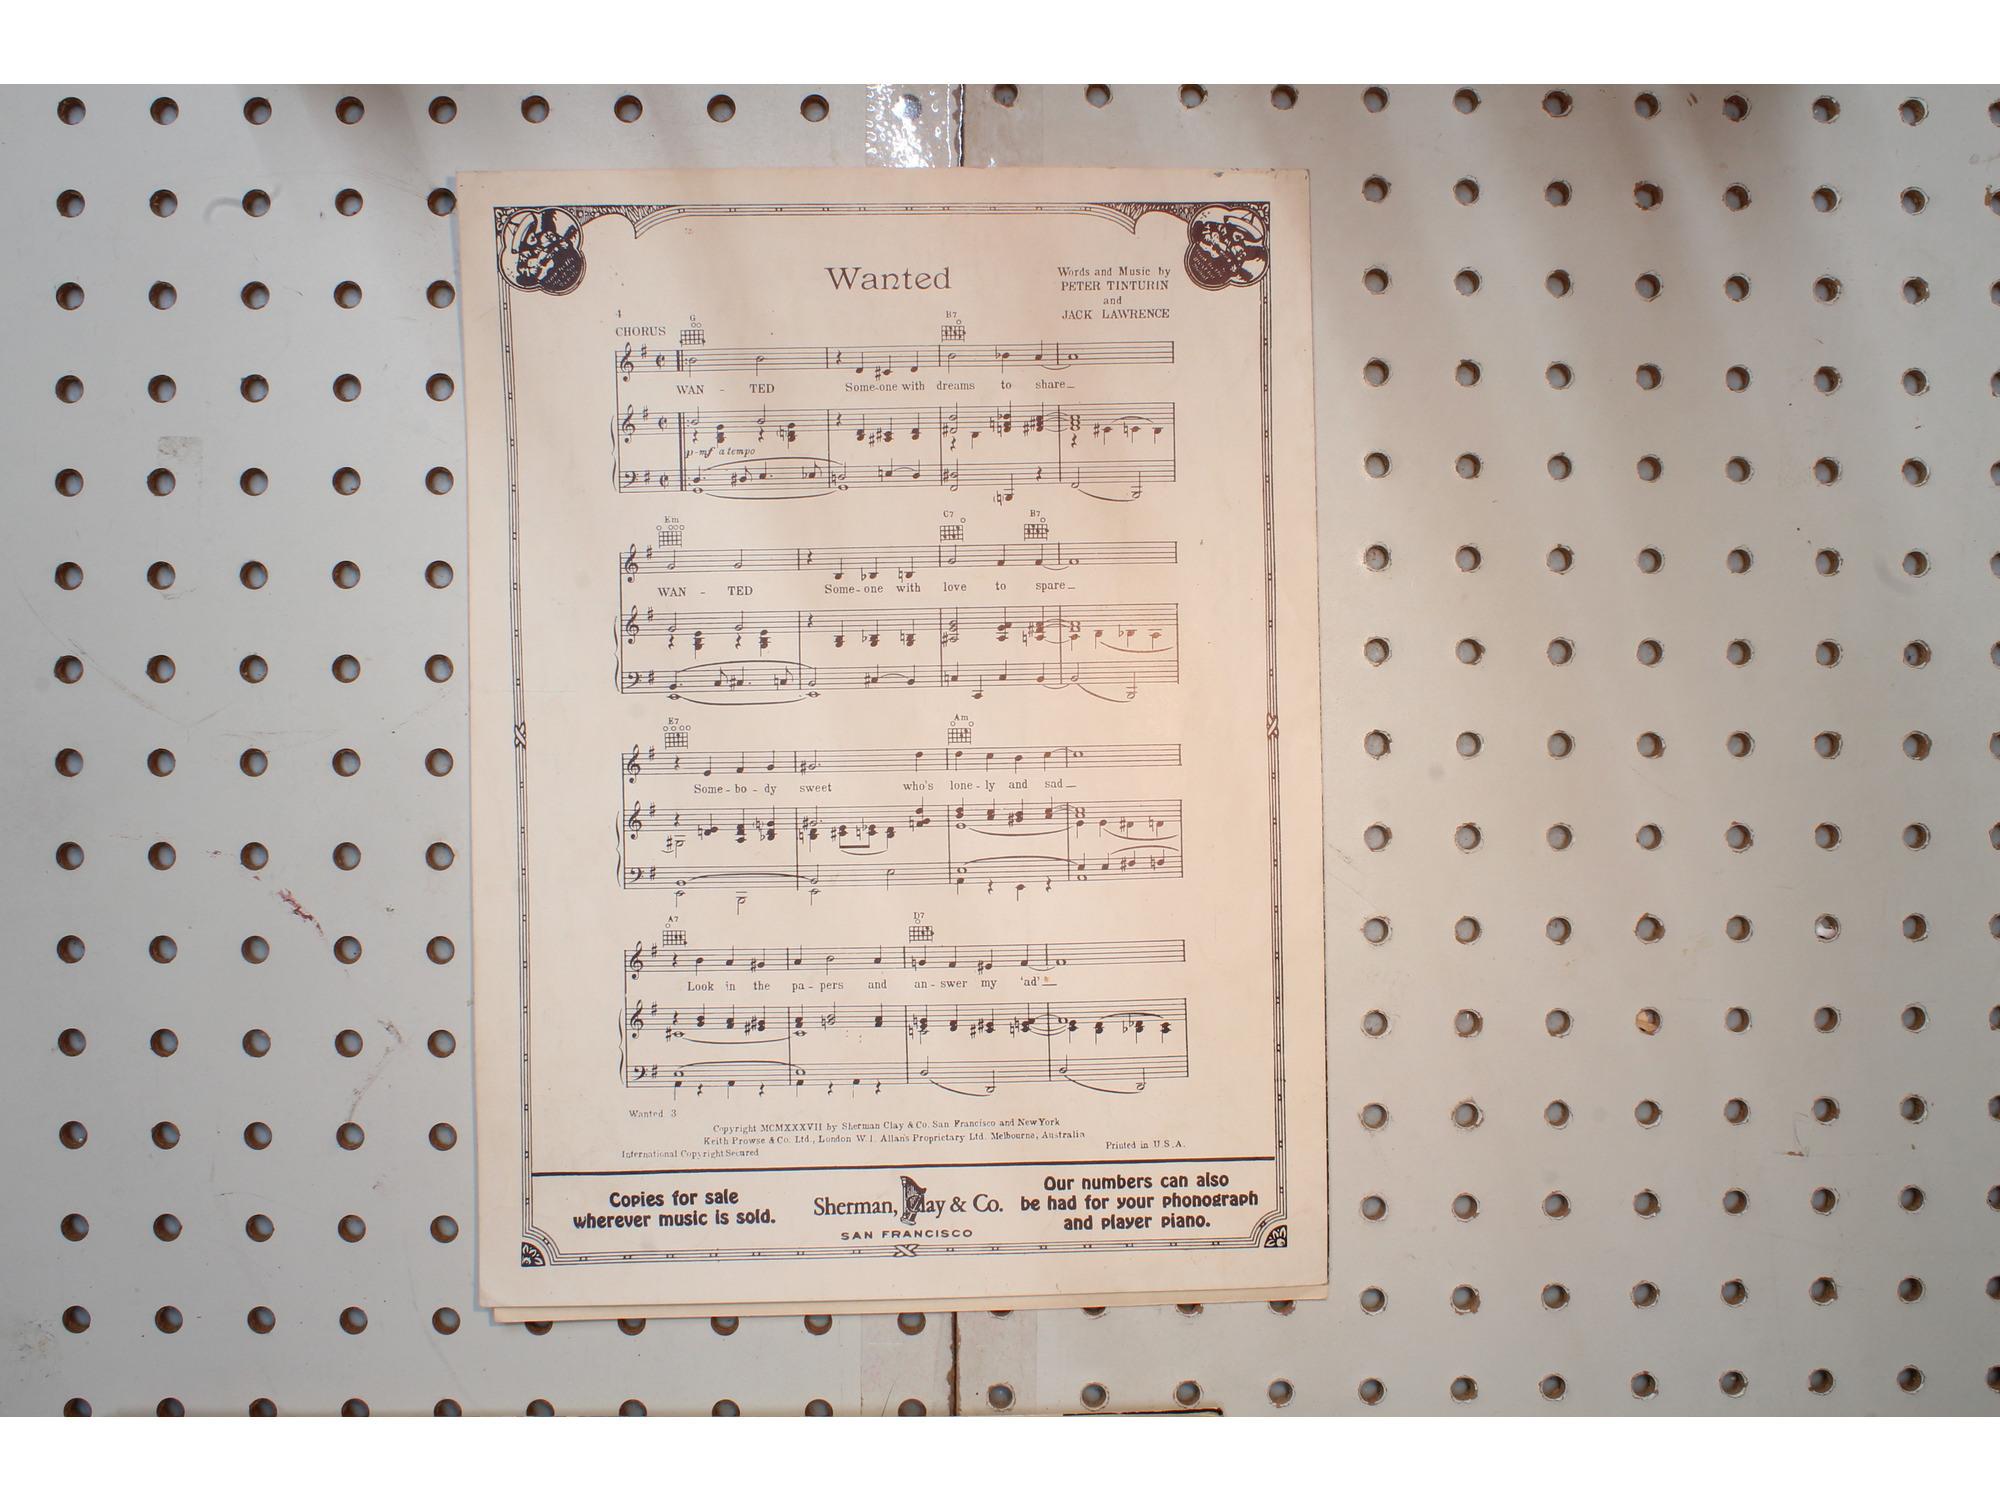 Wanted
Words and Music by
PETER TINTURIN
and
JACK LAWRENCE
4
CHORUS
G
B7
WAN - TED Some-one with dreams to share
p-mf a tempo
Em
C7
B7
WAN - TED Some-one with love to spare
E7
Am
Some-bo-dy sweet who's lone-ly and sad
A7
D7
Look in the pa-pers and an-swer my 'ad'
Wanted 3
Copyright MCMXXXVII by Sherman Clay & Co. San Francisco and New York
Keith Prowse & Co. Ltd., London W. 1. Allan's Proprietary Ltd. Melbourne, Australia
International Copyright Secured
Printed in U.S.A.
Copies for sale
wherever music is sold.
Sherman, Clay & Co.
SAN FRANCISCO
Our numbers can also
be had for your phonograph
and player piano.